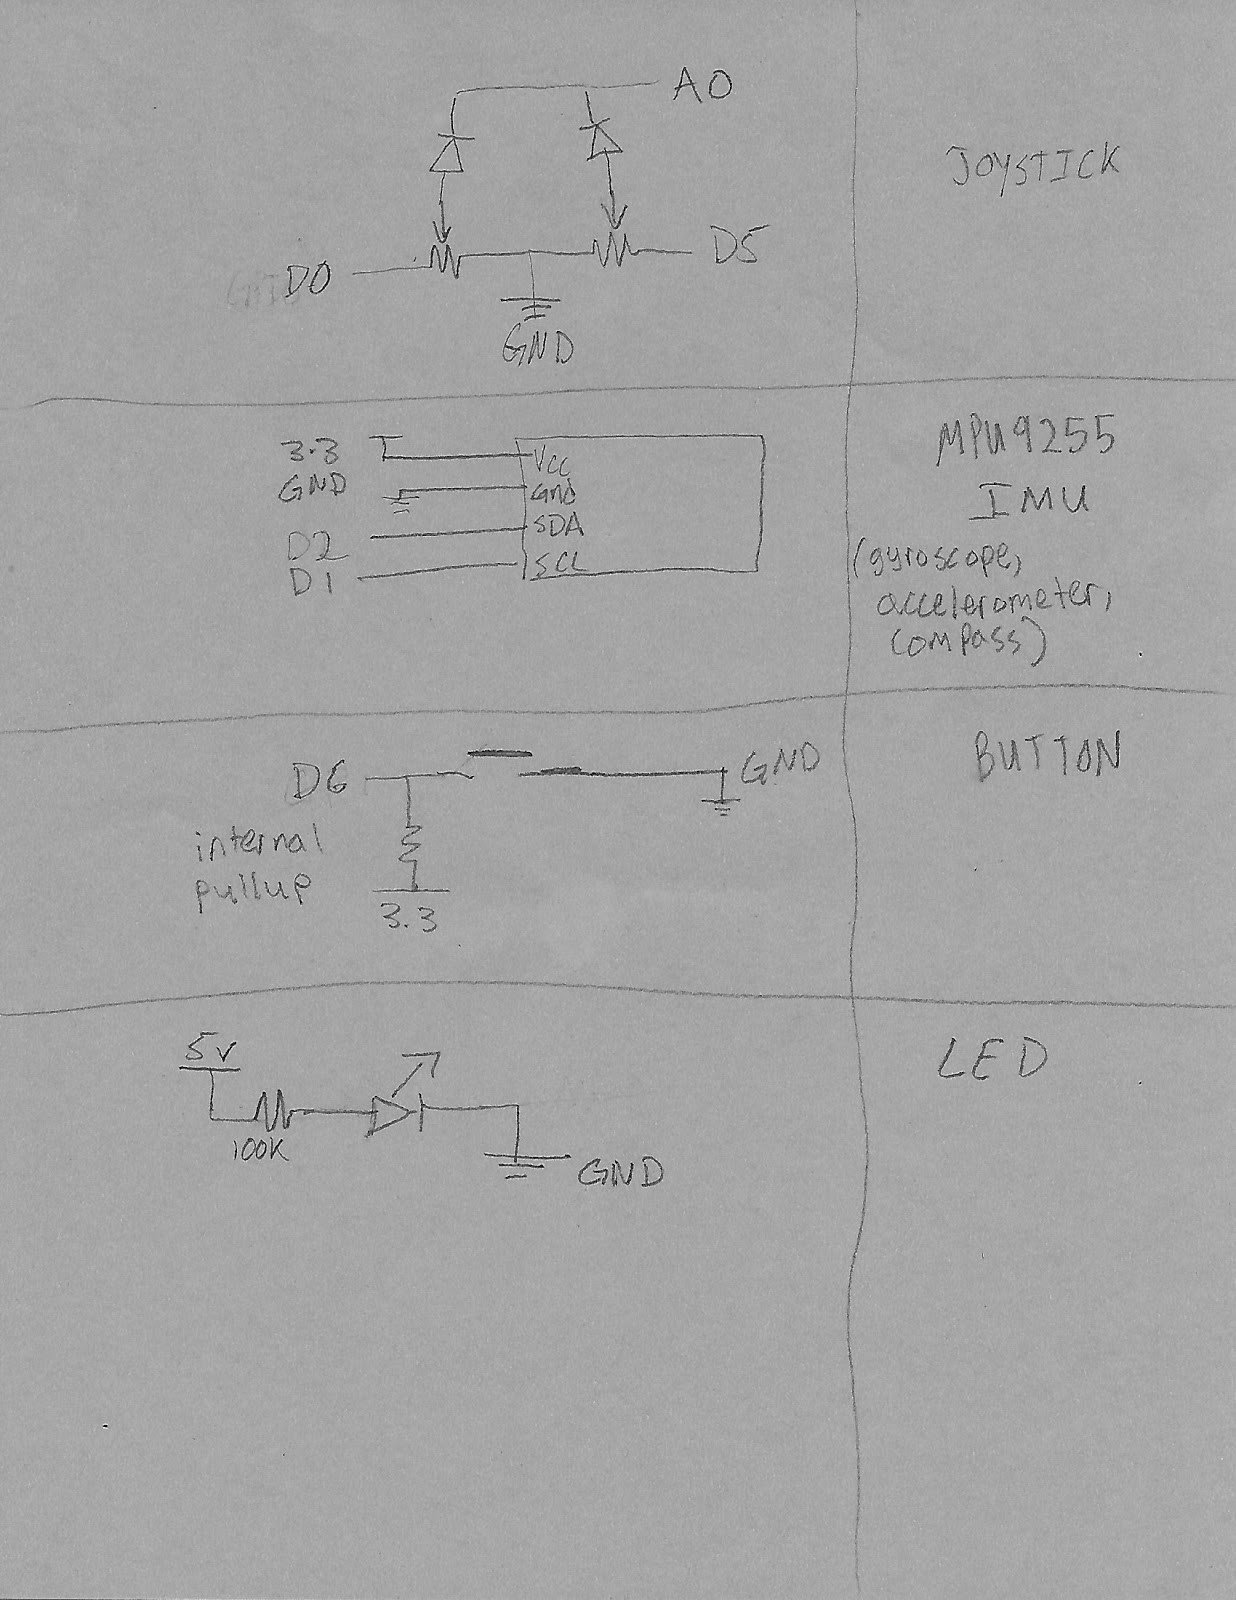 A0
JOYSTICK
D0
D5
GND
3.3
Vcc
GND
Gnd
D2
SDA
D1
SCL
MPU9255
IMU
(gyroscope,
accelerometer,
compass)
D6
GND
BUTTON
internal
pullup
3.3
5v
100K
GND
LED